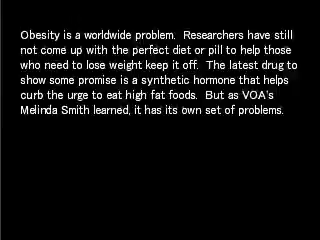 Obesity is a worldwide problem.  Researchers have still
not come up with the perfect diet or pill to help those
who need to lose weight keep it off.  The latest drug to
show some promise is a synthetic hormone that helps
curb the urge to eat high fat foods.  But as VOA's
Melinda Smith learned, it has its own set of problems.